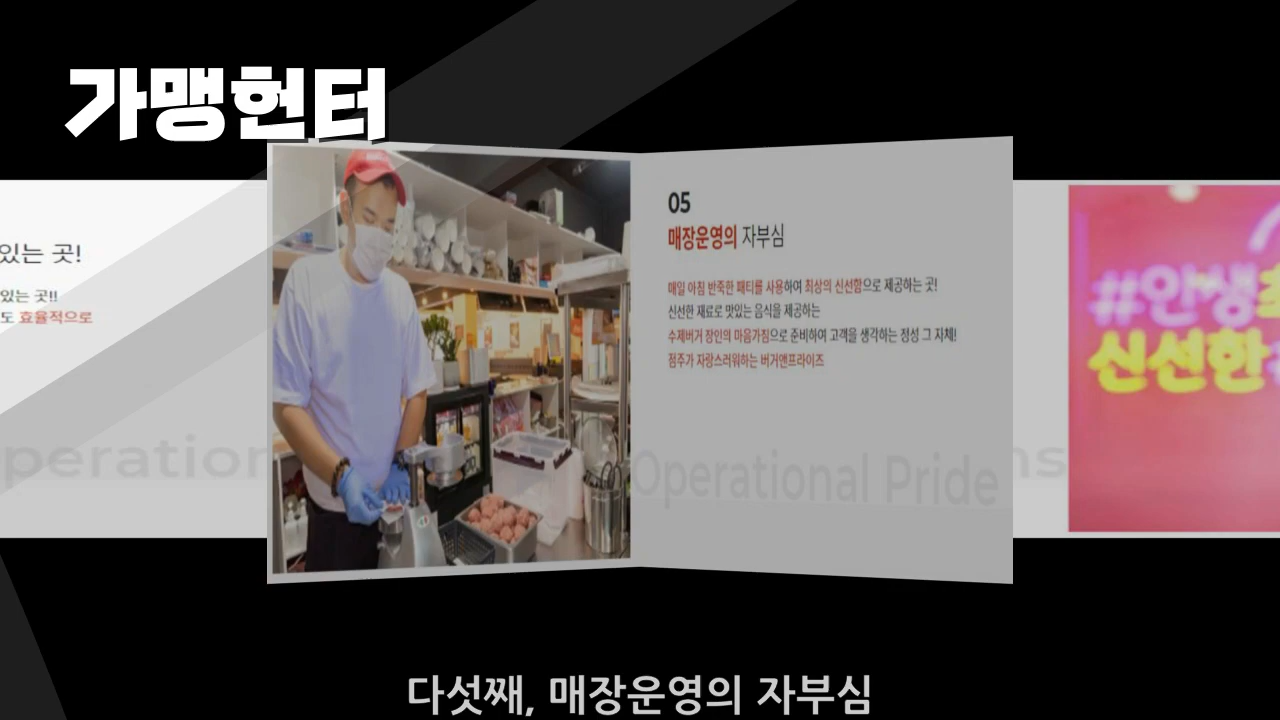 가맹헌터
있는 곳!
있는 곳!!
도 효율적으로
peration
05
매장운영의 자부심
매일 아침 반죽한 패티를 사용하여 최상의 신선함으로 제공하는 곳!
신선한 재료로 맛있는 음식을 제공하는
수제버거 장인의 마음가짐으로 준비하여 고객을 생각하는 정성 그 자체!
점주가 자랑스러워하는 버거앤프라이즈
Operational Pride
ns
#인생
신선한
다섯째, 매장운영의 자부심